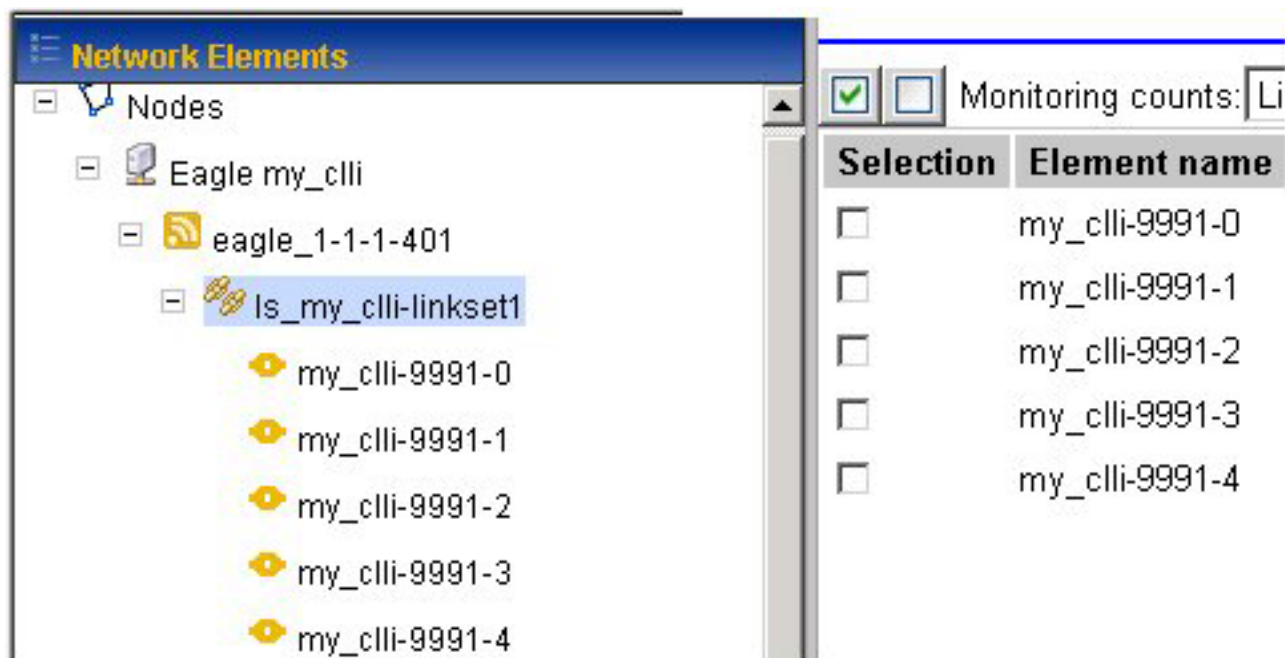 Network Elements
Nodes
Eagle my_clli
eagle_1-1-1-401
ls_my_clli-linkset1
my_clli-9991-0
my_clli-9991-1
my_clli-9991-2
my_clli-9991-3
my_clli-9991-4
Monitoring counts: Li
Selection Element name
my_clli-9991-0
my_clli-9991-1
my_clli-9991-2
my_clli-9991-3
my_clli-9991-4